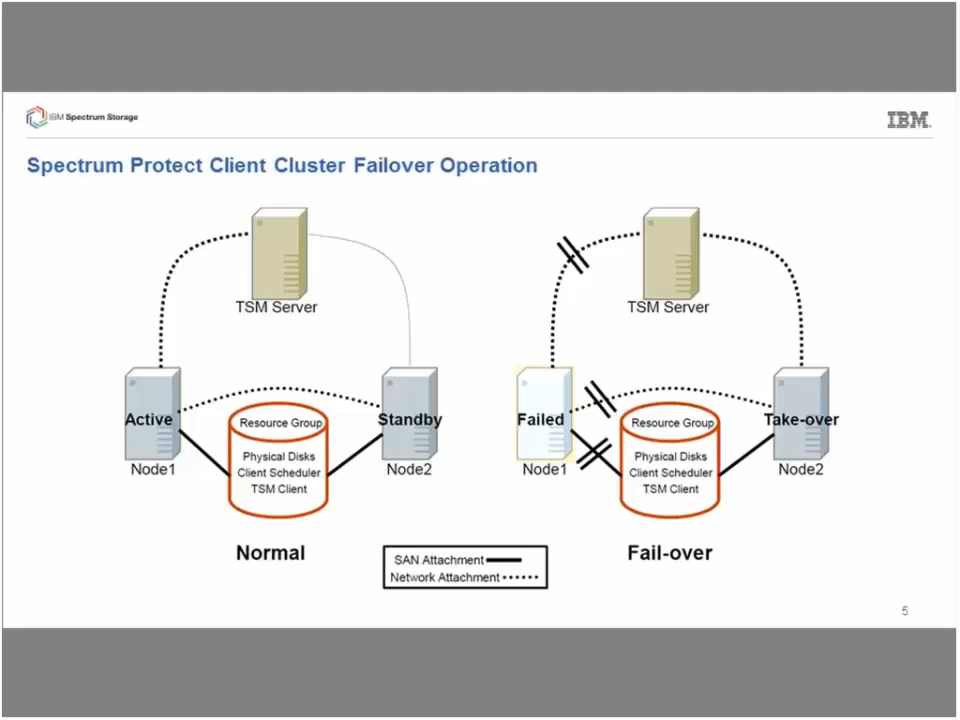 IBM Spectrum Storage
IBM
Spectrum Protect Client Cluster Failover Operation
TSM Server
Active
Standby
Node1
Node2
Resource Group
Physical Disks
Client Scheduler
TSM Client
Normal
TSM Server
Failed
Take-over
Node1
Node2
Resource Group
Physical Disks
Client Scheduler
TSM Client
Fail-over
SAN Attachment
Network Attachment
5